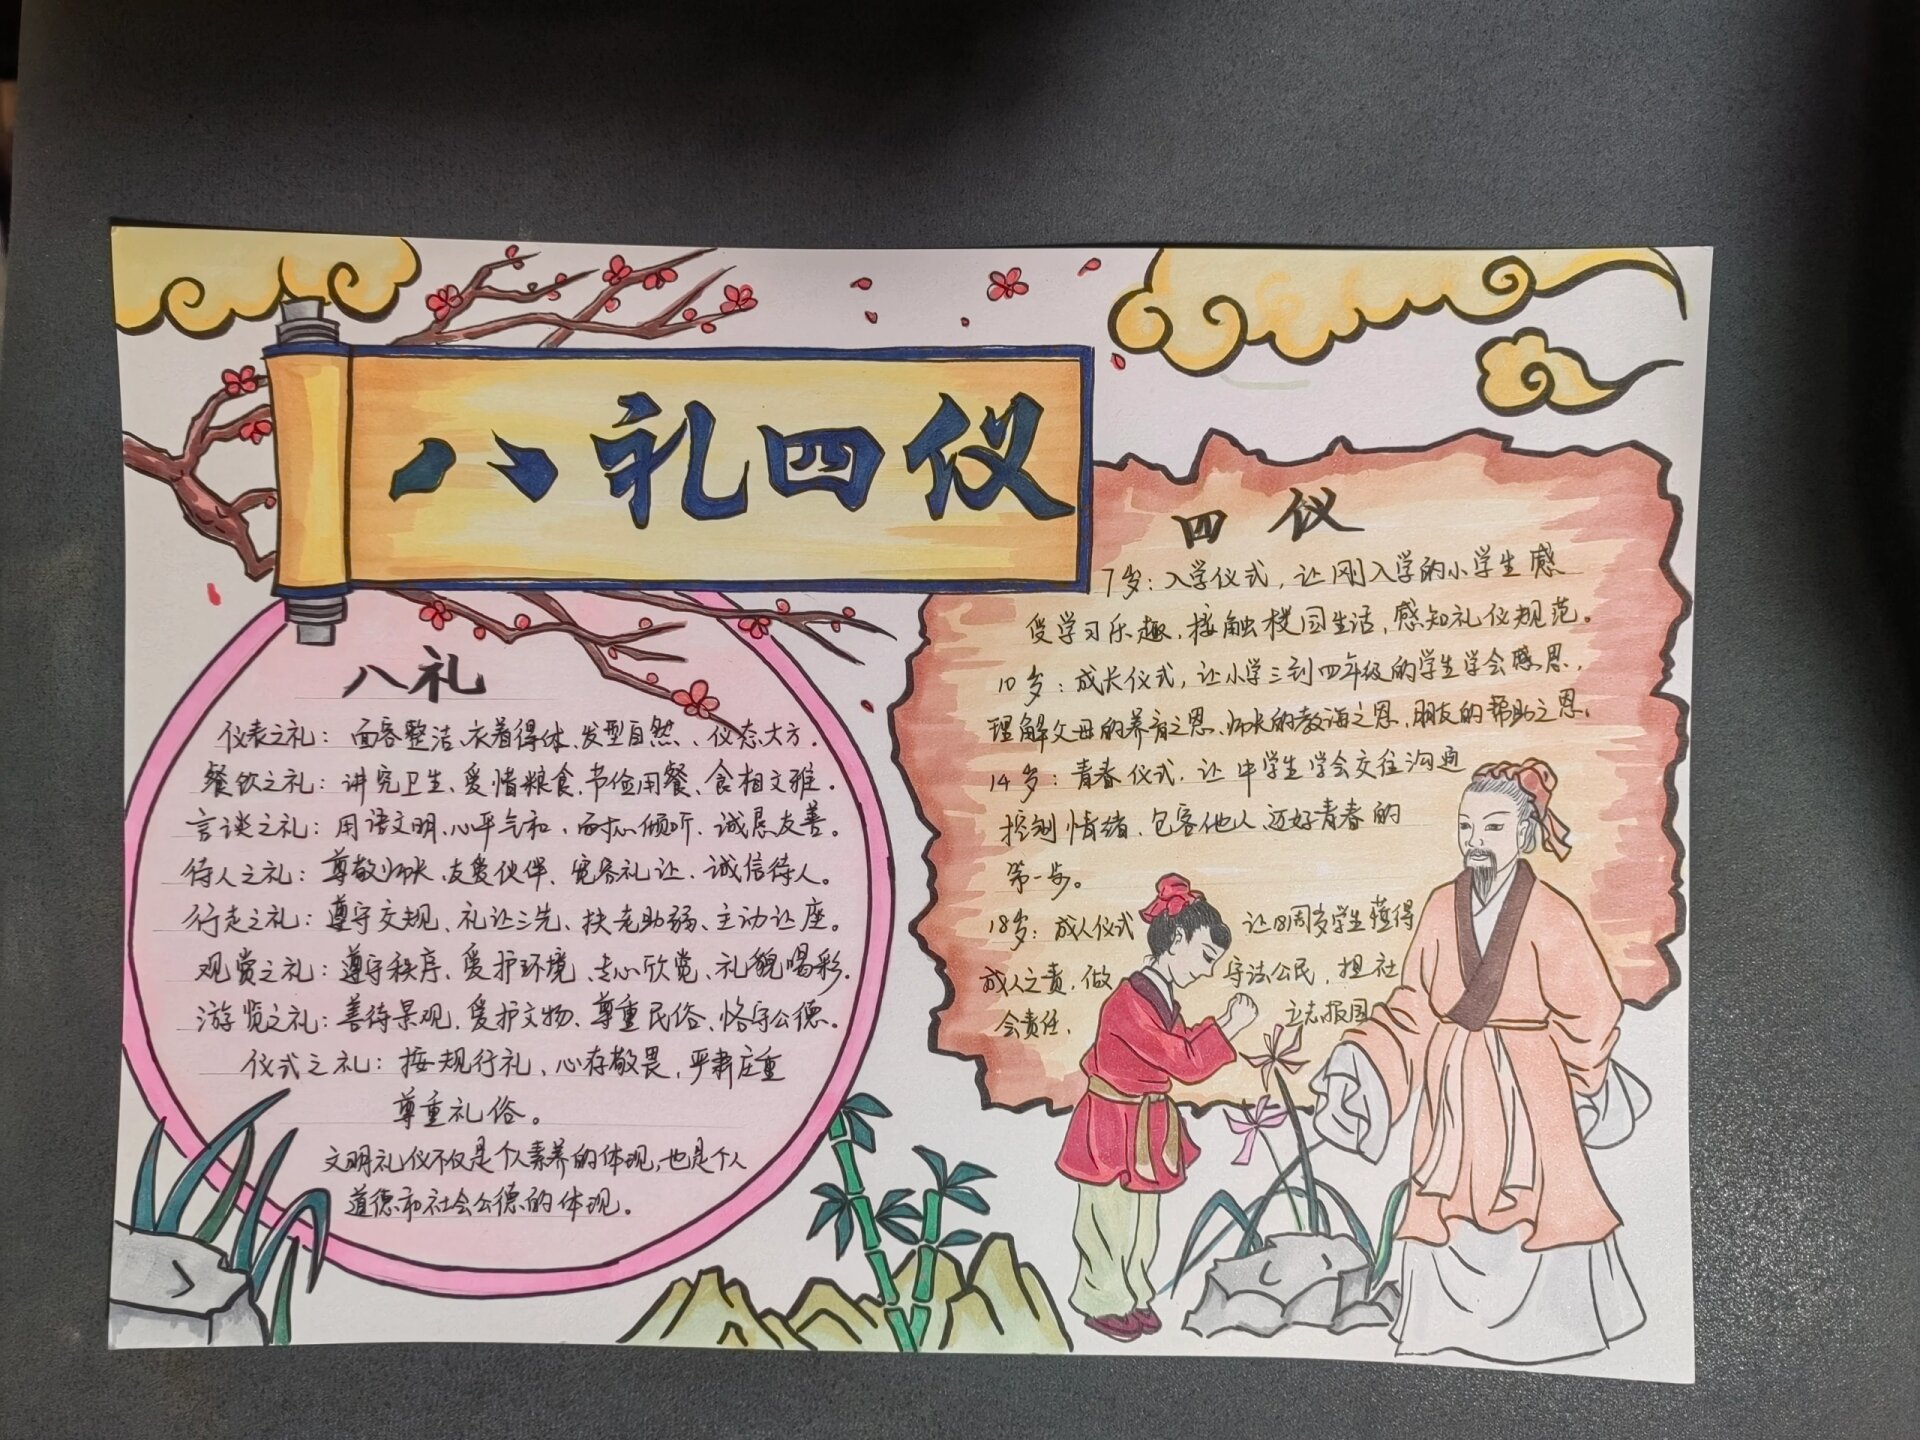 八礼四仪
八礼
仪表之礼：面容整洁、衣着得体、发型自然、仪态大方.
餐饮之礼：讲究卫生、爱惜粮食、节俭用餐、食相文雅.
言谈之礼：用语文明、心平气和、耐心倾听、诚恳友善。
待人之礼：尊敬师长、友爱伙伴、宽容礼让、诚信待人。
行走之礼：遵守交规、礼让三先、扶老助弱、主动让座。
观赏之礼：遵守秩序、爱护环境、专心欣赏、礼貌喝彩.
游览之礼：善待景观、爱护文物、尊重民俗、恪守公德。
仪式之礼：按规行礼、心存敬畏，严肃庄重
尊重礼俗。
文明礼仪不仅是个人素养的体现，也是个人
道德和社会公德的体现。
四仪
7岁：入学仪式，让刚入学的小学生感
受学习乐趣，接触校园生活，感知礼仪规范。
10岁：成长仪式，让小学三到四年级的学生学会感恩，
理解父母的养育之恩、师长的教诲之恩、朋友的帮助之恩，
14岁：青春仪式，让中学生学会交往沟通
控制情绪、包容他人、迈好青春的
第一步。
18岁：成人仪式 让18周岁学生懂得
成人之责，做 守法公民，担社
会责任， 立志报国